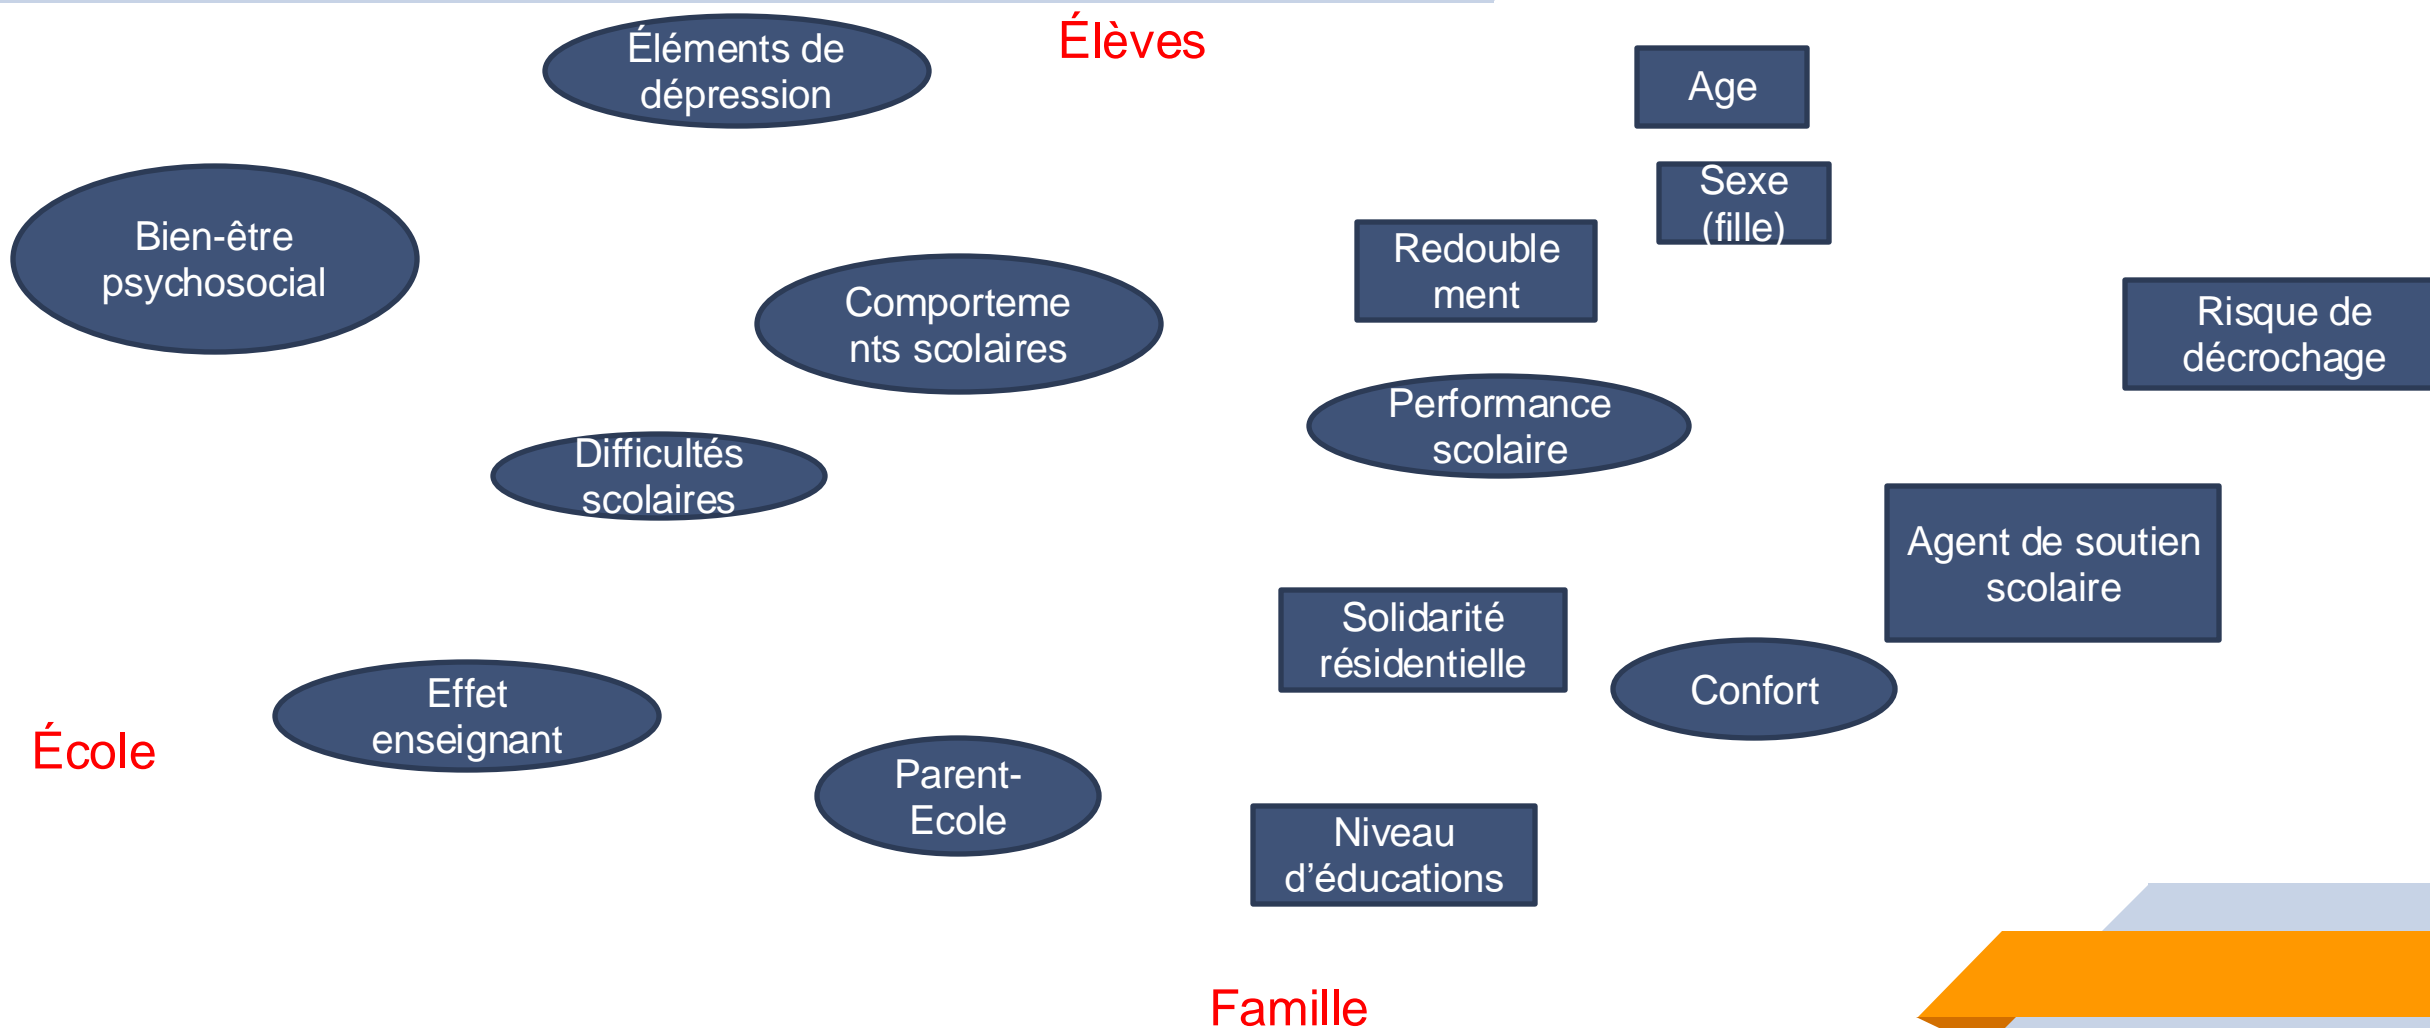 Éléments de
dépression
Élèves
Age
Bien-être
psychosocial
Sexe
(fille)
Redouble
ment
Comporteme
nts scolaires
Risque de
décrochage
Performance
scolaire
Difficultés
scolaires
Agent de soutien
scolaire
Solidarité
résidentielle
Confort
Effet
enseignant
École
Parent-
Ecole
Niveau
d’éducations
Famille